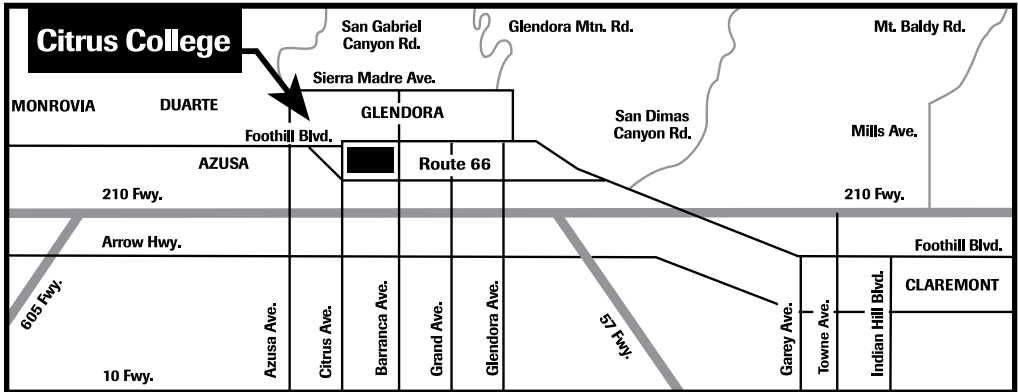 Citrus College
San Gabriel
Canyon Rd.
Glendora Mtn. Rd.
Mt. Baldy Rd.
Sierra Madre Ave.
MONROVIA
DUARTE
GLENDORA
San Dimas
Canyon Rd.
Foothill Blvd.
Mills Ave.
AZUSA
Route 66
210 Fwy.
210 Fwy.
Arrow Hwy.
Foothill Blvd.
CLAREMONT
605 Fwy.
Azusa Ave.
Citrus Ave.
Barranca Ave.
Grand Ave.
Glendora Ave.
57 Fwy.
Garey Ave.
Towne Ave.
Indian Hill Blvd.
10 Fwy.